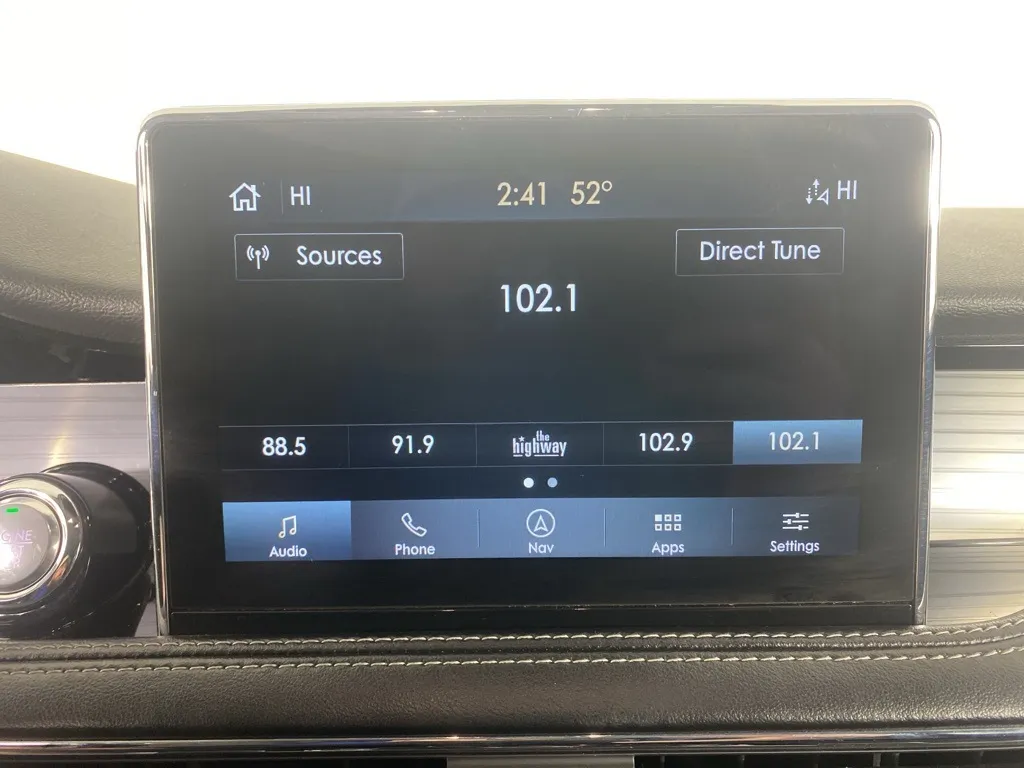 HI 2:41 52° HI
Sources Direct Tune
102.1
88.5 91.9 the highway 102.9 102.1
Audio Phone Nav Apps Settings